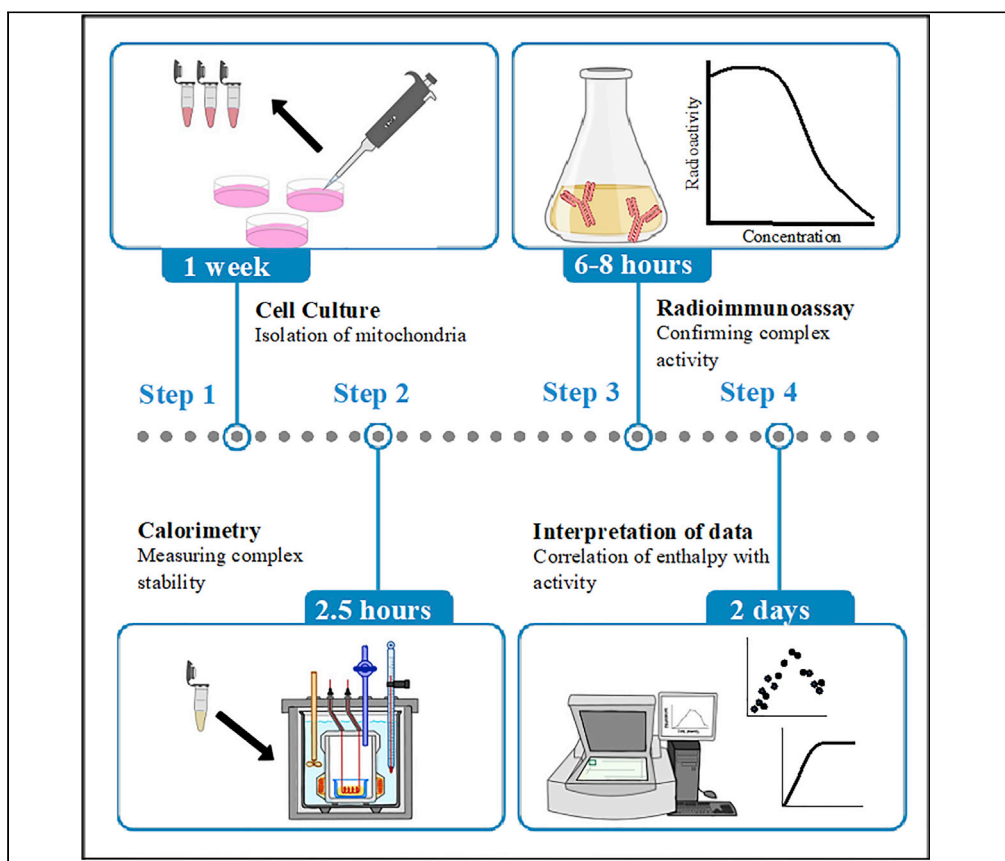 Radioactivity
Concentration
1 week
6-8 hours
Cell Culture
Isolation of mitochondria
Radioimmunoassay
Confirming complex
activity
Step 1
Step 2
Step 3
Step 4
Calorimetry
Measuring complex
stability
Interpretation of data
Correlation of enthalpy with
activity
2.5 hours
2 days